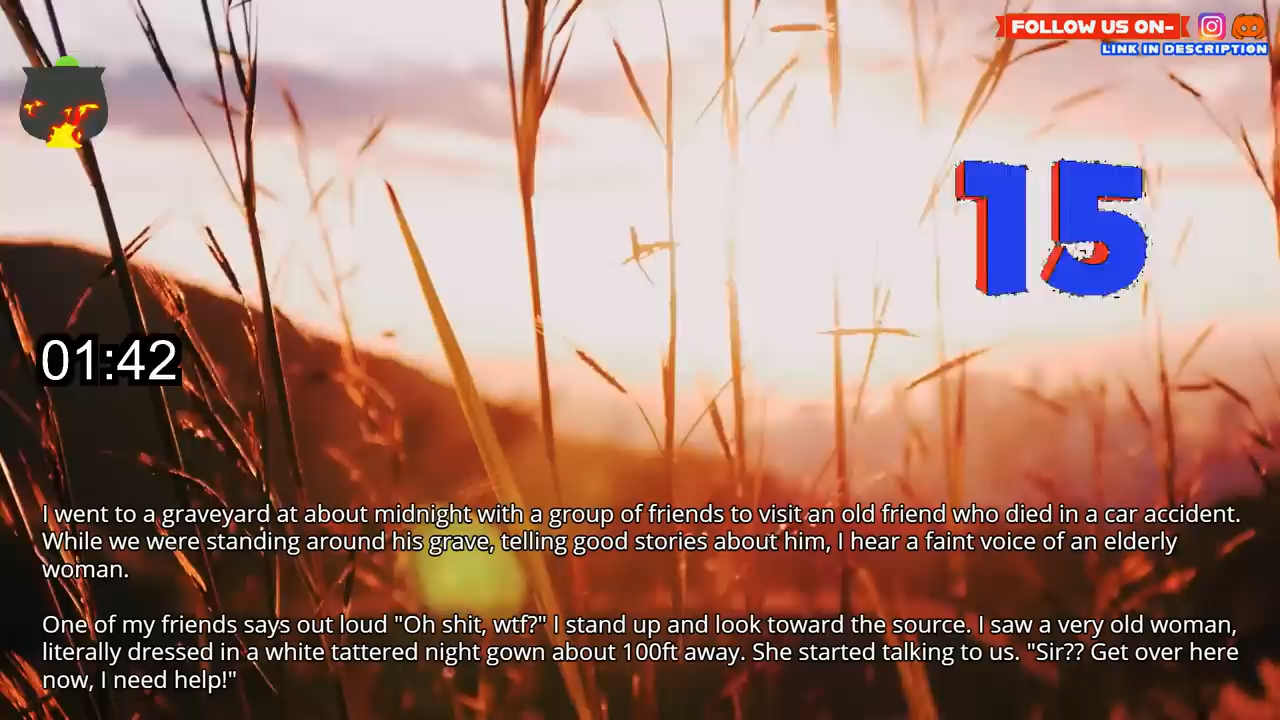 FOLLOW US ON-
LINK IN DESCRIPTION
15
01:42
I went to a graveyard at about midnight with a group of friends to visit an old friend who died in a car accident.
While we were standing around his grave, telling good stories about him, I hear a faint voice of an elderly
woman.
One of my friends says out loud "Oh shit, wtf?" I stand up and look toward the source. I saw a very old woman,
literally dressed in a white tattered night gown about 100ft away. She started talking to us. "Sir?? Get over here
now, I need help!"